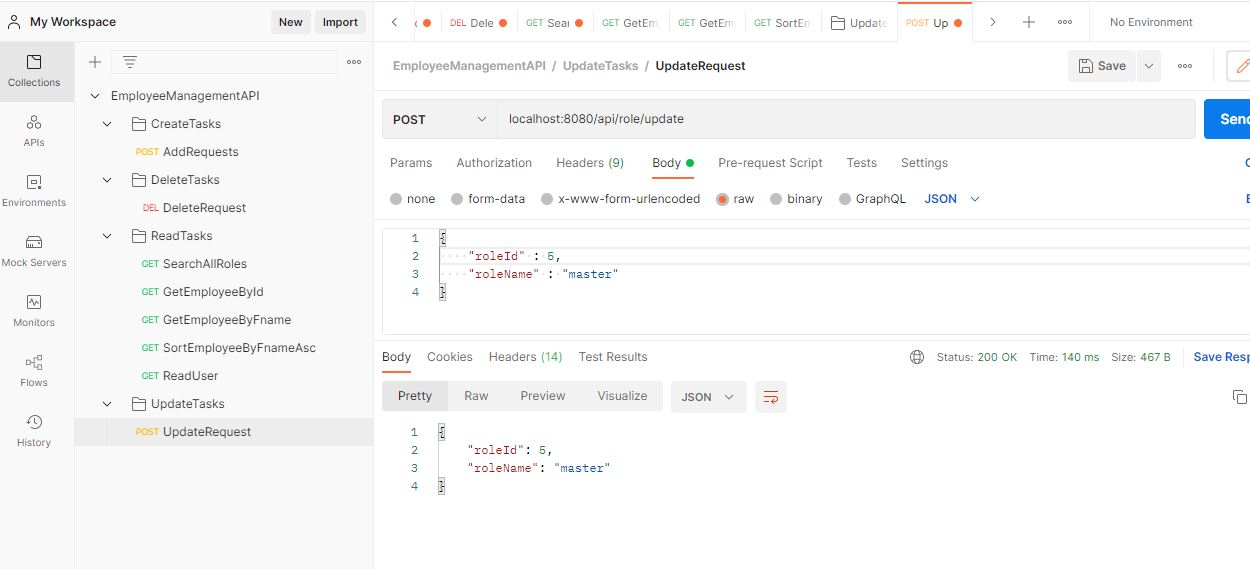 My Workspace
New
Import
Collections
APIs
Environments
Mock Servers
Monitors
Flows
History
EmployeeManagementAPI
CreateTasks
POST AddRequests
DeleteTasks
DEL DeleteRequest
ReadTasks
GET SearchAllRoles
GET GetEmployeeById
GET GetEmployeeByFname
GET SortEmployeeByFnameAsc
GET ReadUser
UpdateTasks
POST UpdateRequest
DEL Dele
GET Sear
GET GetEm
GET GetEm
GET SortEm
Update
POST Up
No Environment
EmployeeManagementAPI / UpdateTasks / UpdateRequest
Save
POST
localhost:8080/api/role/update
Send
Params
Authorization
Headers (9)
Body
Pre-request Script
Tests
Settings
none
form-data
x-www-form-urlencoded
raw
binary
GraphQL
JSON
1 {
2 "roleId" : 5,
3 "roleName" : "master"
4 }
Body
Cookies
Headers (14)
Test Results
Status: 200 OK
Time: 140 ms
Size: 467 B
Save Resp
Pretty
Raw
Preview
Visualize
JSON
1 {
2 "roleId": 5,
3 "roleName": "master"
4 }